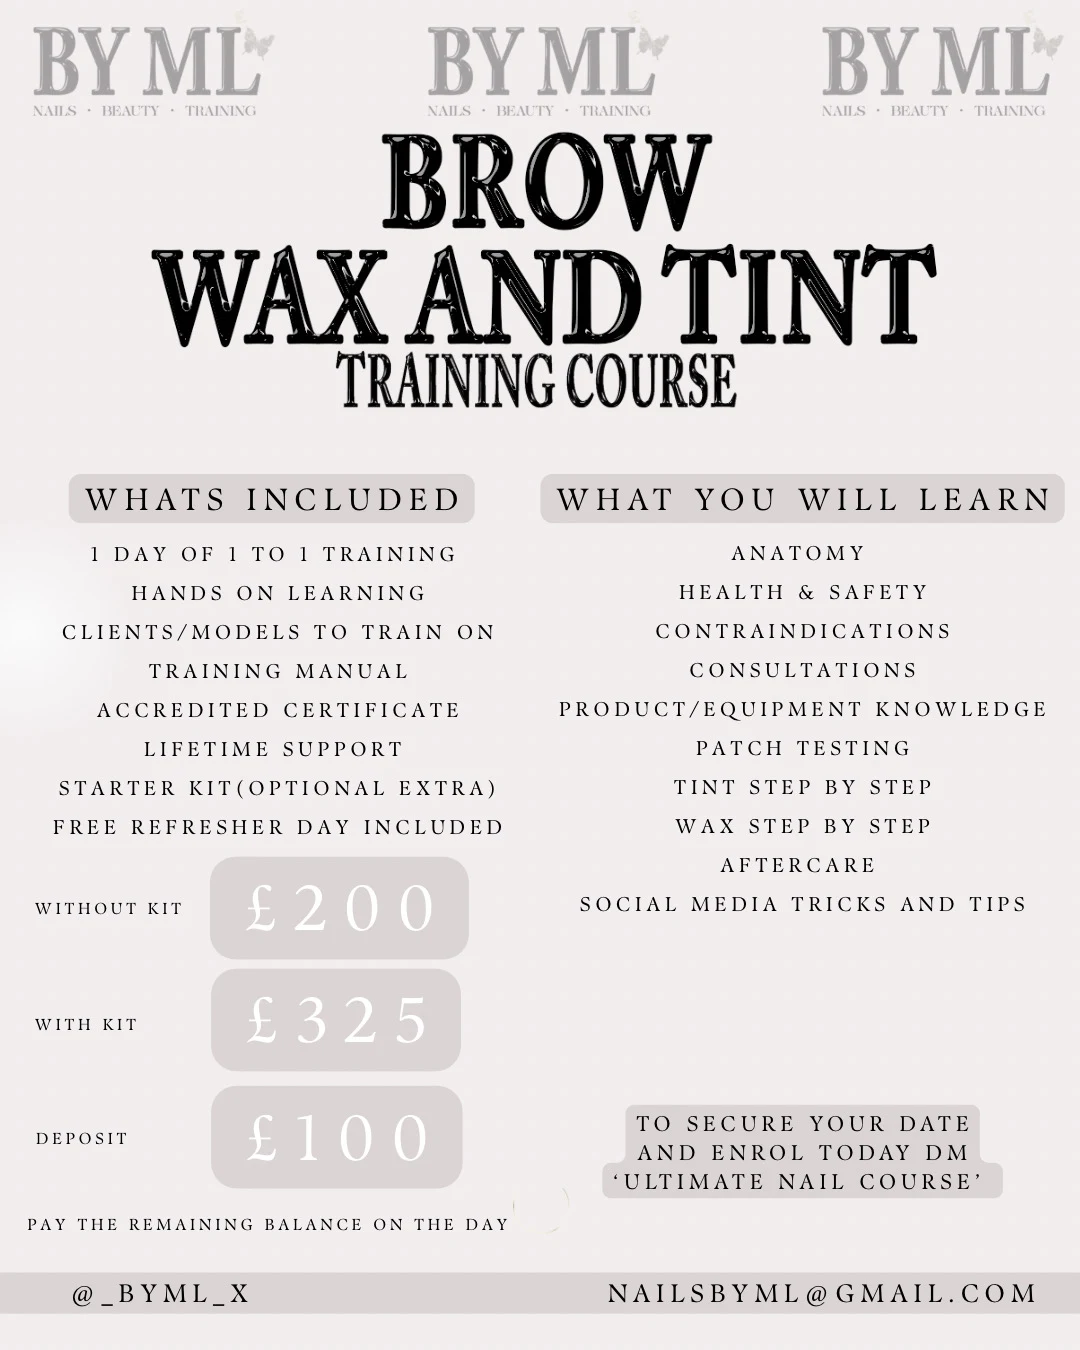 BY ML BY ML BY ML
NAILS · BEAUTY · TRAINING NAILS · BEAUTY · TRAINING NAILS · BEAUTY · TRAINING
BROW
WAX AND TINT
TRAINING COURSE
WHATS INCLUDED
1 DAY OF 1 TO 1 TRAINING
HANDS ON LEARNING
CLIENTS/MODELS TO TRAIN ON
TRAINING MANUAL
ACCREDITED CERTIFICATE
LIFETIME SUPPORT
STARTER KIT(OPTIONAL EXTRA)
FREE REFRESHER DAY INCLUDED
WITHOUT KIT £200
WITH KIT £325
DEPOSIT £100
PAY THE REMAINING BALANCE ON THE DAY
WHAT YOU WILL LEARN
ANATOMY
HEALTH & SAFETY
CONTRAINDICATIONS
CONSULTATIONS
PRODUCT/EQUIPMENT KNOWLEDGE
PATCH TESTING
TINT STEP BY STEP
WAX STEP BY STEP
AFTERCARE
SOCIAL MEDIA TRICKS AND TIPS
TO SECURE YOUR DATE
AND ENROL TODAY DM
‘ULTIMATE NAIL COURSE’
@_BYML_X NAILSBYML@GMAIL.COM